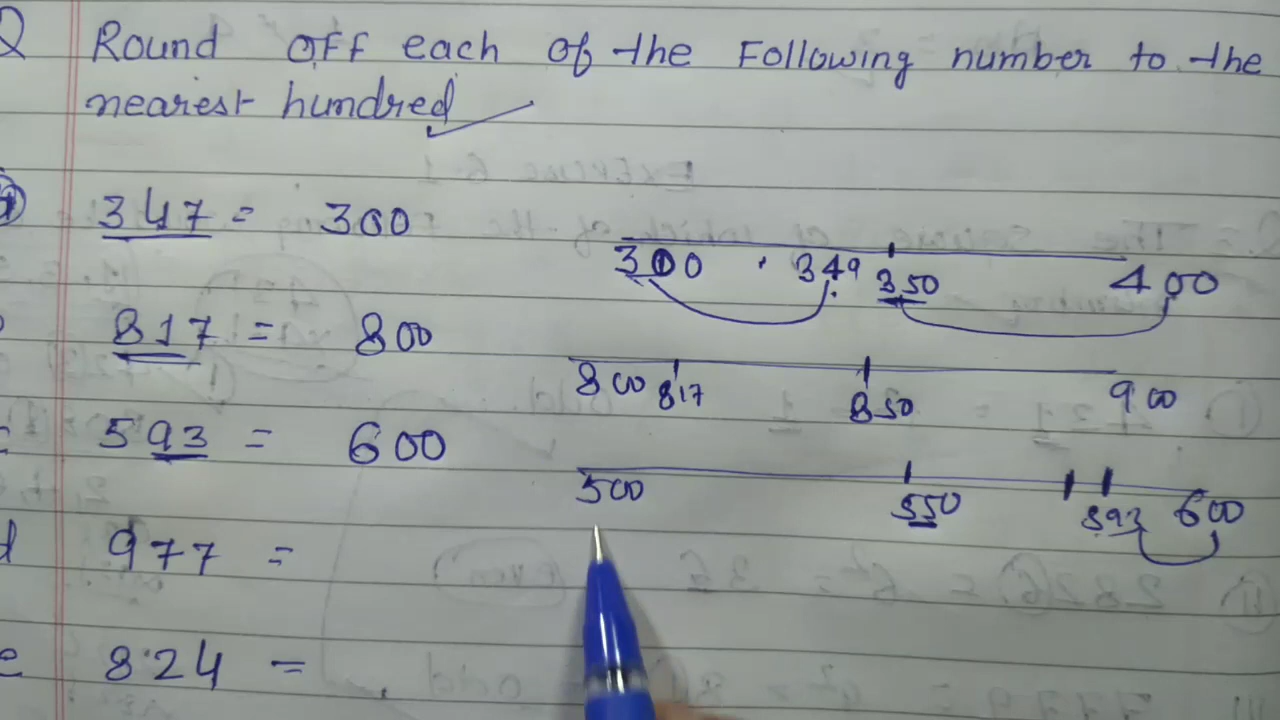 Q Round off each of the Following number to the
nearest hundred
347 = 300
300 349 350 400
817 = 800
800 817 850 900
593 = 600
500 550 593 600
d 977 =
e 824 =